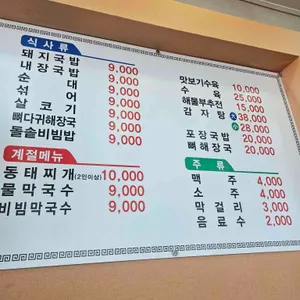 식사류
돼지국밥 9,000
내장국밥 9,000
순대 9,000
섞어 9,000
살코기 9,000
뼈다귀해장국 9,000
돌솥비빔밥 9,000
계절메뉴
동태찌개(2인이상) 10,000
물막국수 9,000
비빔막국수 9,000
맛보기수육 10,000
수육 25,000
해물부추전 15,000
감자탕 大 38,000
小 28,000
포장국밥 20,000
뼈해장국 20,000
주류
맥주 4,000
소주 4,000
막걸리 3,000
음료수 2,000